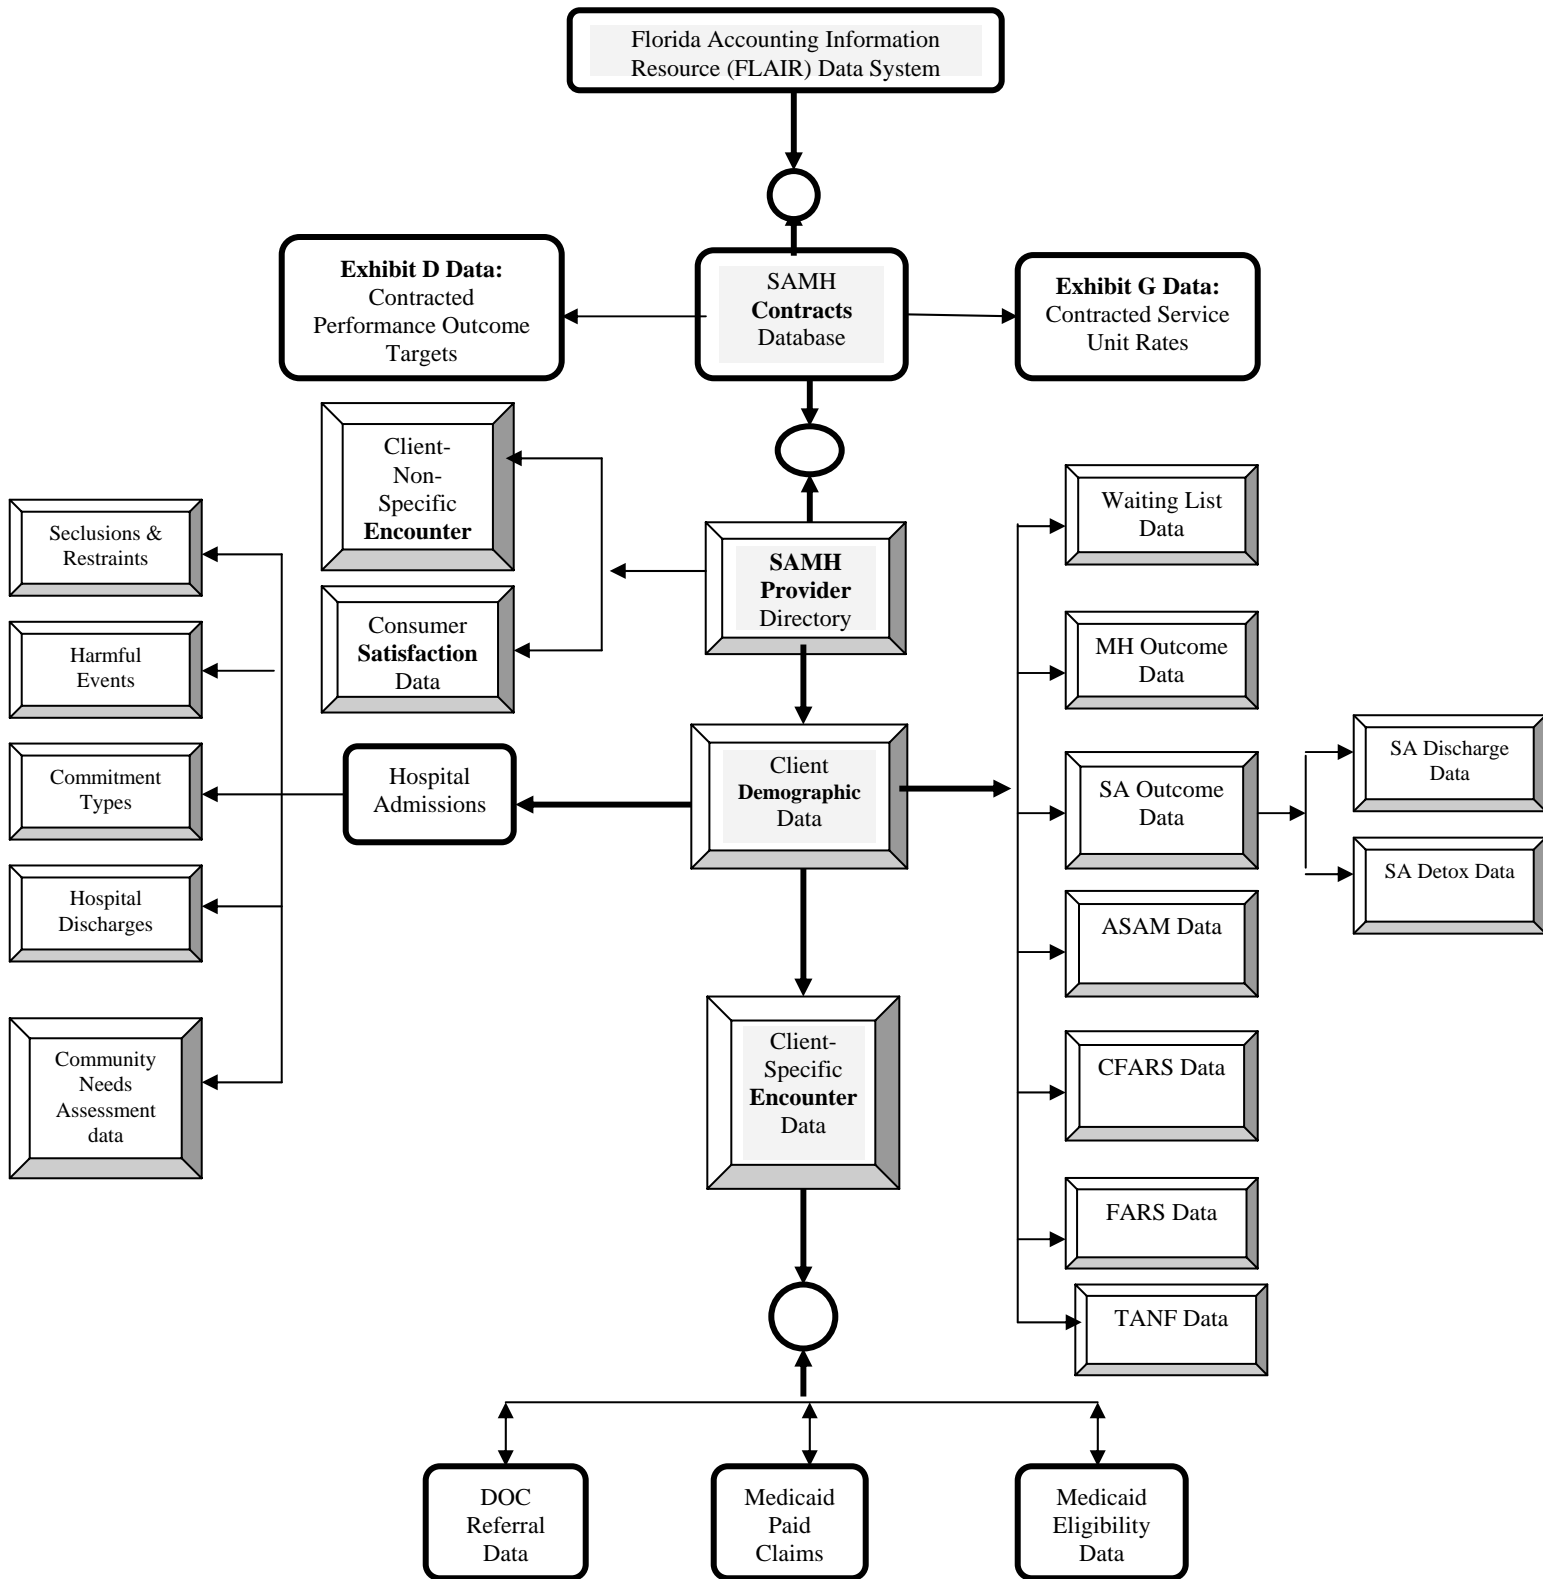 Florida Accounting Information
Resource (FLAIR) Data System
Exhibit D Data:
Contracted
Performance Outcome
Targets
SAMH
Contracts
Database
Exhibit G Data:
Contracted Service
Unit Rates
Client-
Non-
Specific
Encounter
Consumer
Satisfaction
Data
SAMH
Provider
Directory
Waiting List
Data
MH Outcome
Data
SA Outcome
Data
SA Discharge
Data
SA Detox Data
ASAM Data
CFARS Data
FARS Data
TANF Data
Seclusions &
Restraints
Harmful
Events
Commitment
Types
Hospital
Discharges
Community
Needs
Assessment
data
Hospital
Admissions
Client
Demographic
Data
Client-
Specific
Encounter
Data
DOC
Referral
Data
Medicaid
Paid
Claims
Medicaid
Eligibility
Data